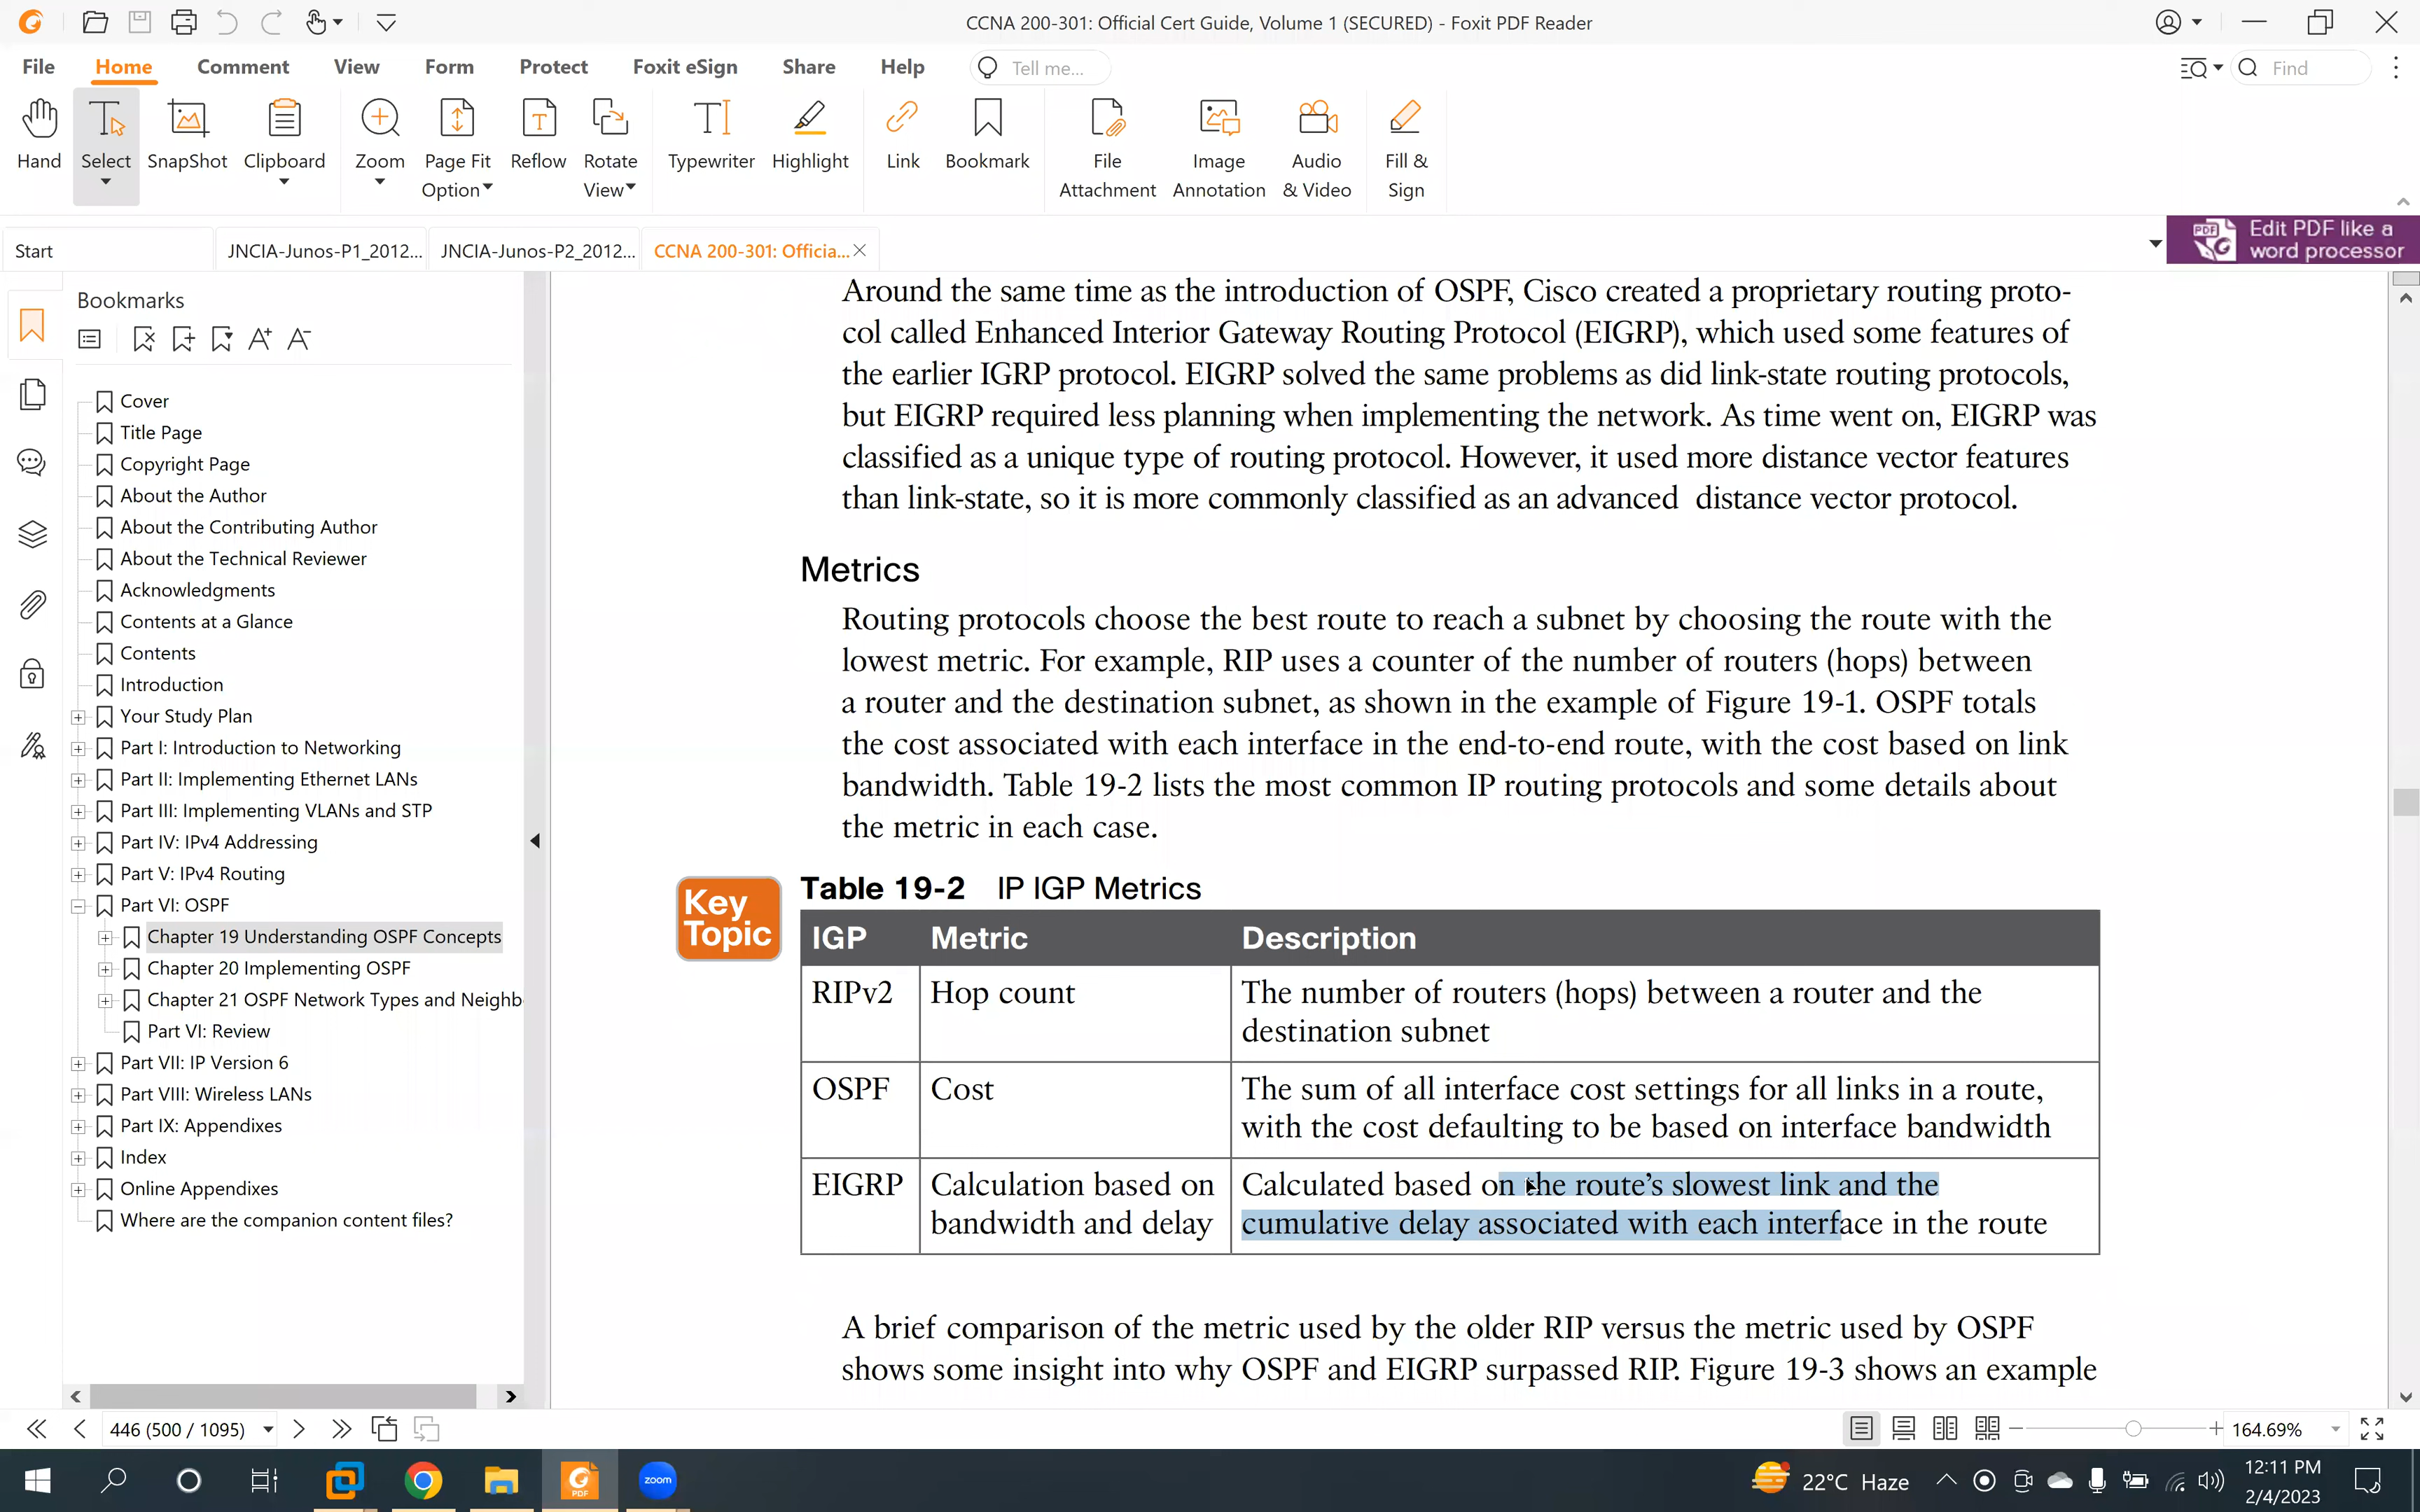 CCNA 200-301: Official Cert Guide, Volume 1 (SECURED) - Foxit PDF Reader
File Home Comment View Form Protect Foxit eSign Share Help Tell me... Find
Hand Select SnapShot Clipboard Zoom Page Fit Option Reflow Rotate View Typewriter Highlight Link Bookmark File Attachment Image Annotation Audio & Video Fill & Sign
Start JNCIA-Junos-P1_2012... JNCIA-Junos-P2_2012... CCNA 200-301: Officia...
Edit PDF like a
word processor
Bookmarks
Cover
Title Page
Copyright Page
About the Author
About the Contributing Author
About the Technical Reviewer
Acknowledgments
Contents at a Glance
Contents
Introduction
Your Study Plan
Part I: Introduction to Networking
Part II: Implementing Ethernet LANs
Part III: Implementing VLANs and STP
Part IV: IPv4 Addressing
Part V: IPv4 Routing
Part VI: OSPF
Chapter 19 Understanding OSPF Concepts
Chapter 20 Implementing OSPF
Chapter 21 OSPF Network Types and Neighb
Part VI: Review
Part VII: IP Version 6
Part VIII: Wireless LANs
Part IX: Appendixes
Index
Online Appendixes
Where are the companion content files?
Around the same time as the introduction of OSPF, Cisco created a proprietary routing proto-
col called Enhanced Interior Gateway Routing Protocol (EIGRP), which used some features of
the earlier IGRP protocol. EIGRP solved the same problems as did link-state routing protocols,
but EIGRP required less planning when implementing the network. As time went on, EIGRP was
classified as a unique type of routing protocol. However, it used more distance vector features
than link-state, so it is more commonly classified as an advanced distance vector protocol.
Metrics
Routing protocols choose the best route to reach a subnet by choosing the route with the
lowest metric. For example, RIP uses a counter of the number of routers (hops) between
a router and the destination subnet, as shown in the example of Figure 19-1. OSPF totals
the cost associated with each interface in the end-to-end route, with the cost based on link
bandwidth. Table 19-2 lists the most common IP routing protocols and some details about
the metric in each case.
Key
Topic
Table 19-2 IP IGP Metrics
IGP Metric Description
RIPv2 Hop count The number of routers (hops) between a router and the
destination subnet
OSPF Cost The sum of all interface cost settings for all links in a route,
with the cost defaulting to be based on interface bandwidth
EIGRP Calculation based on Calculated based on the route's slowest link and the
bandwidth and delay cumulative delay associated with each interface in the route
A brief comparison of the metric used by the older RIP versus the metric used by OSPF
shows some insight into why OSPF and EIGRP surpassed RIP. Figure 19-3 shows an example
446 (500 / 1095) 164.69%
PDF zoom 22°C Haze 12:11 PM
2/4/2023